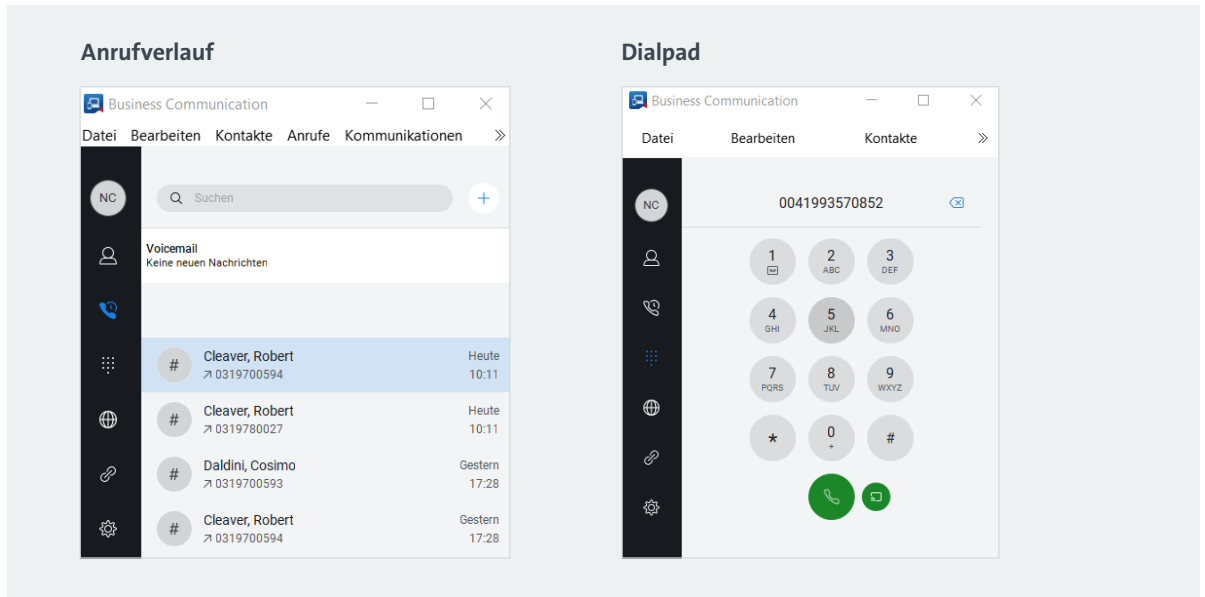 Anrufverlauf
Business Communication
Datei Bearbeiten Kontakte Anrufe Kommunikationen
NC
Suchen
Voicemail
Keine neuen Nachrichten
# Cleaver, Robert Heute
0319700594 10:11
# Cleaver, Robert Heute
0319780027 10:11
# Daldini, Cosimo Gestern
0319700593 17:28
# Cleaver, Robert Gestern
0319700594 17:28
Dialpad
Business Communication
Datei Bearbeiten Kontakte
NC
0041993570852
1 2 3
ABC DEF
4 5 6
GHI JKL MNO
7 8 9
PQRS TUV WXYZ
* 0 #
+